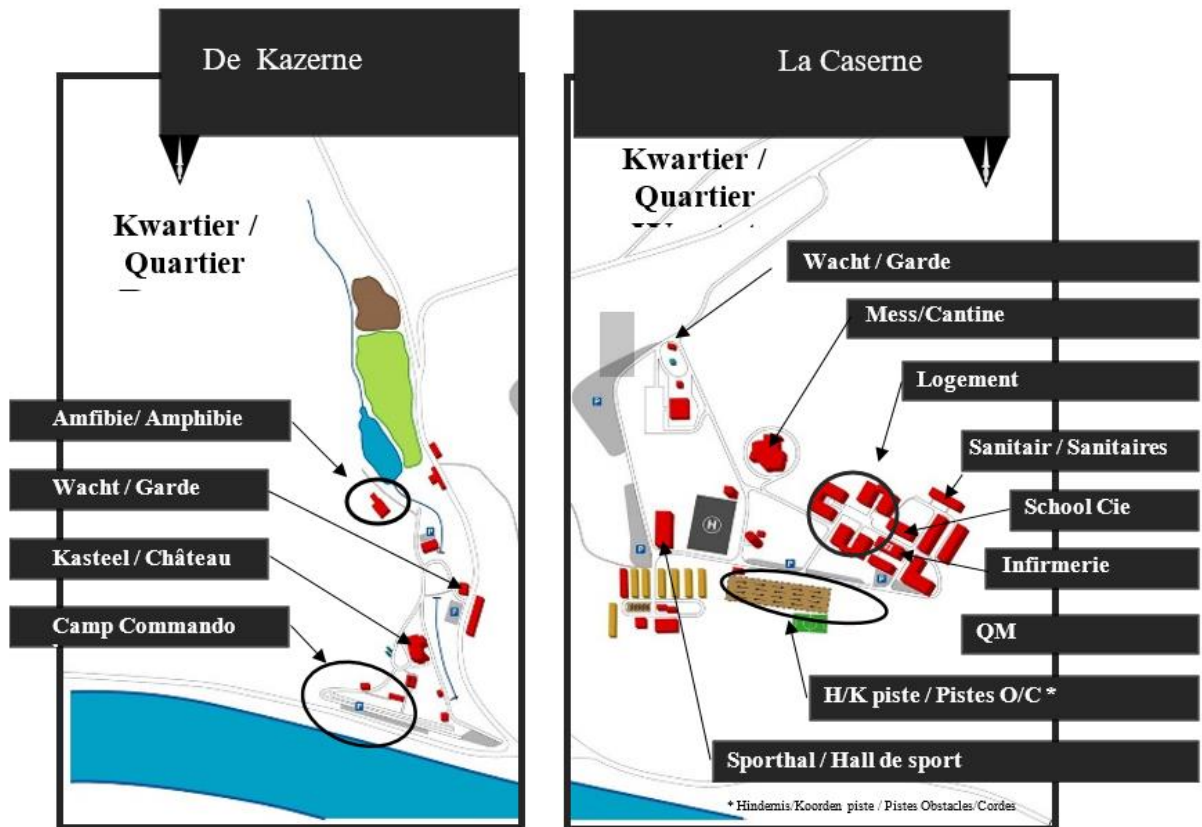 De Kazerne
Kwartier /
Quartier
Amfibie/ Amphibie
Wacht / Garde
Kasteel / Château
Camp Commando
P
P
P
La Caserne
Kwartier /
Quartier
Wacht / Garde
Mess/Cantine
Logement
Sanitair / Sanitaires
School Cie
Infirmerie
QM
H/K piste / Pistes O/C *
Sporthal / Hall de sport
* Hindernis/Koorden piste / Pistes Obstacles/Cordes
P
H
P
P
P